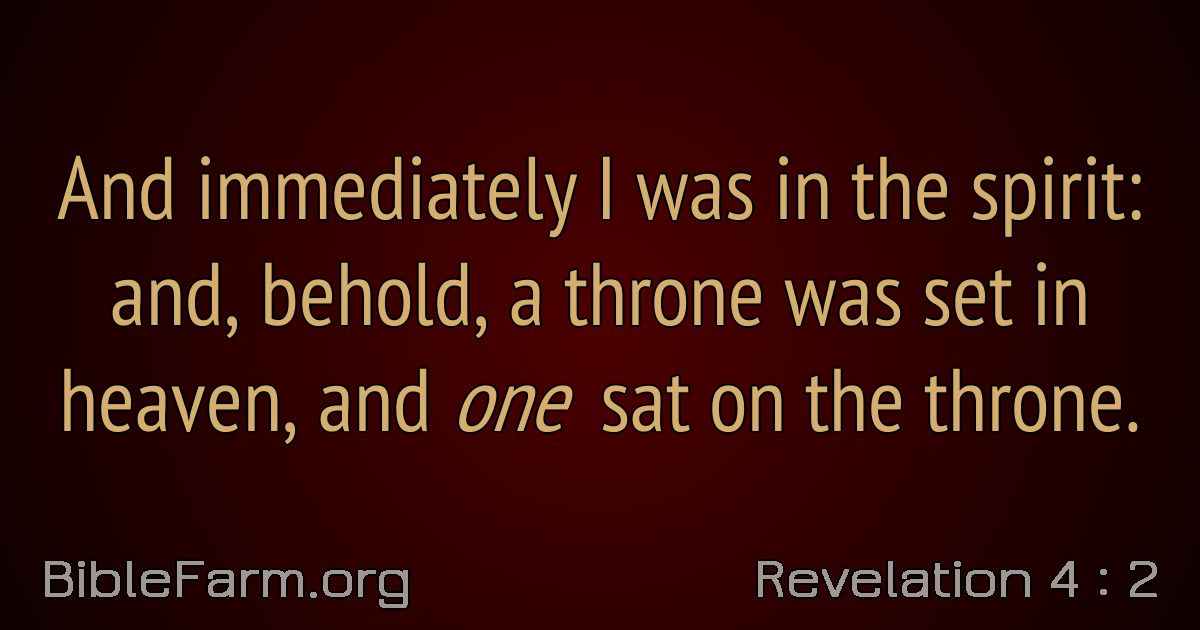 And immediately I was in the spirit:
and, behold, a throne was set in
heaven, and one sat on the throne.
BibleFarm.org
Revelation 4 : 2